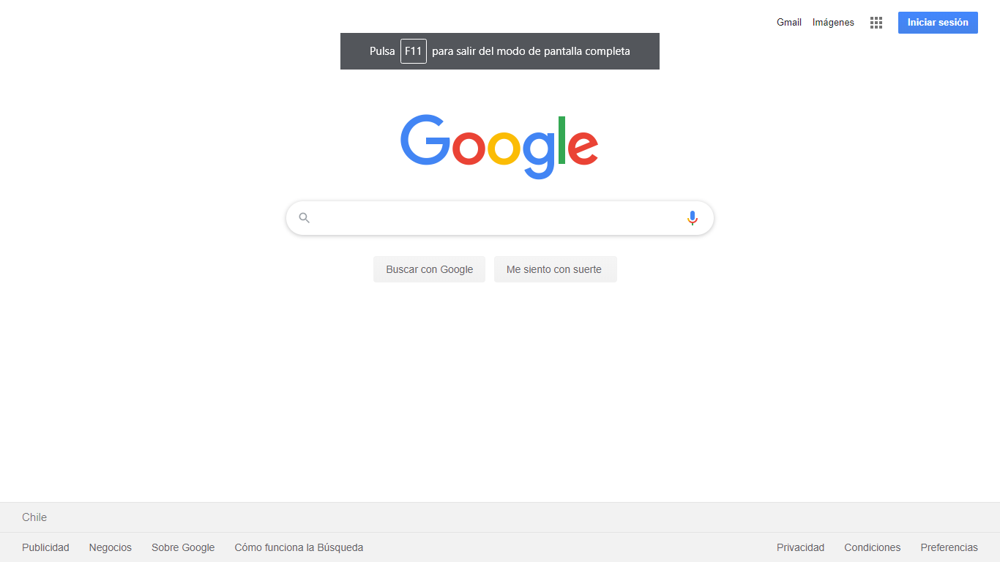 Gmail Imágenes Iniciar sesión
Pulsa F11 para salir del modo de pantalla completa
Google
Buscar con Google Me siento con suerte
Chile
Publicidad Negocios Sobre Google Cómo funciona la Búsqueda Privacidad Condiciones Preferencias